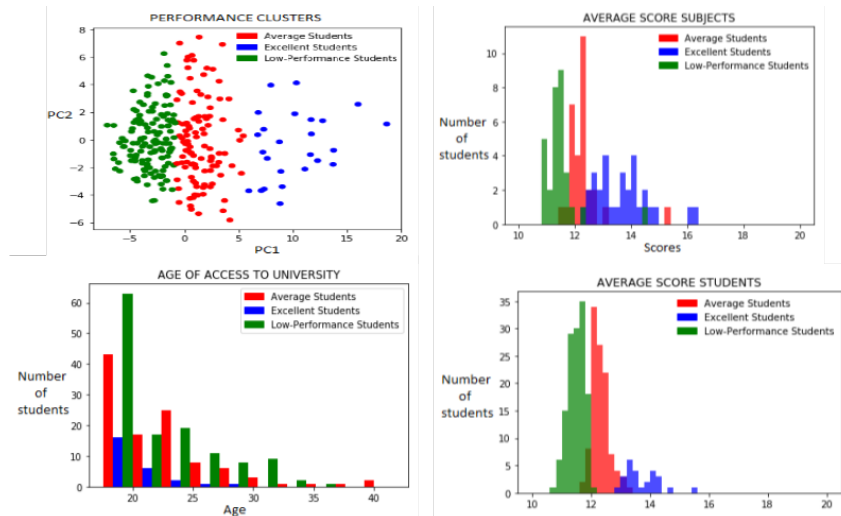 PERFORMANCE CLUSTERS
8
6
4
2
0
−2
−4
−6
PC2
Average Students
Excellent Students
Low-Performance Students
−5
0
5
10
15
20
PC1
AVERAGE SCORE SUBJECTS
10
8
6
4
2
0
Number
of
students
Average Students
Excellent Students
Low-Performance Students
10
12
14
16
18
20
Scores
AGE OF ACCESS TO UNIVERSITY
60
50
40
30
20
10
0
Number
of
students
Average Students
Excellent Students
Low-Performance Students
20
25
30
35
40
Age
AVERAGE SCORE STUDENTS
35
30
25
20
15
10
5
0
Number
of
students
Average Students
Excellent Students
Low-Performance Students
10
12
14
16
18
20